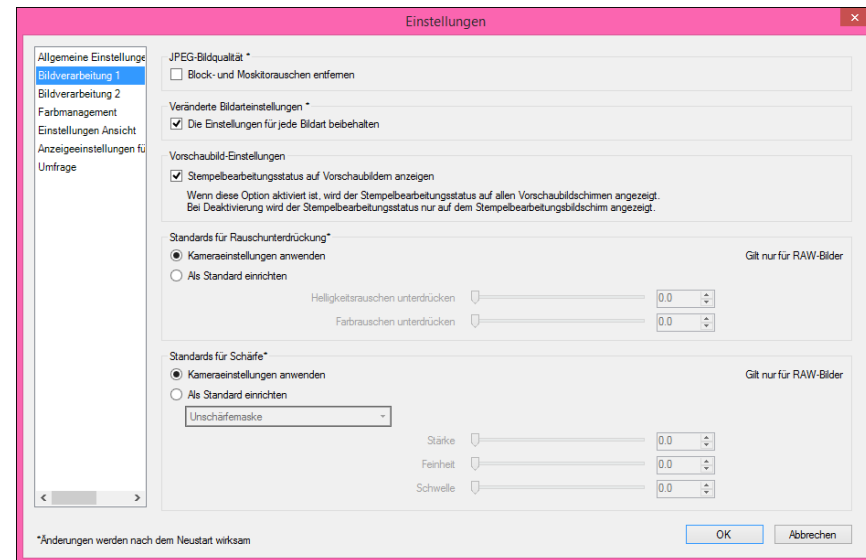 Einstellungen
Allgemeine Einstellunge
Bildverarbeitung 1
Bildverarbeitung 2
Farbmanagement
Einstellungen Ansicht
Anzeigeeinstellungen fü
Umfrage
JPEG-Bildqualität *
Block- und Moskitorauschen entfernen
Veränderte Bildarteinstellungen *
Die Einstellungen für jede Bildart beibehalten
Vorschaubild-Einstellungen
Stempelbearbeitungsstatus auf Vorschaubildern anzeigen
Wenn diese Option aktiviert ist, wird der Stempelbearbeitungsstatus auf allen Vorschaubildschirmen angezeigt.
Bei Deaktivierung wird der Stempelbearbeitungsstatus nur auf dem Stempelbearbeitungsbildschirm angezeigt.
Standards für Rauschunterdrückung*
Kameraeinstellungen anwenden Gilt nur für RAW-Bilder
Als Standard einrichten
Helligkeitsrauschen unterdrücken 0.0
Farbrauschen unterdrücken 0.0
Standards für Schärfe*
Kameraeinstellungen anwenden Gilt nur für RAW-Bilder
Als Standard einrichten
Unschärfemaske
Stärke 0.0
Feinheit 0.0
Schwelle 0.0
*Änderungen werden nach dem Neustart wirksam
OK Abbrechen